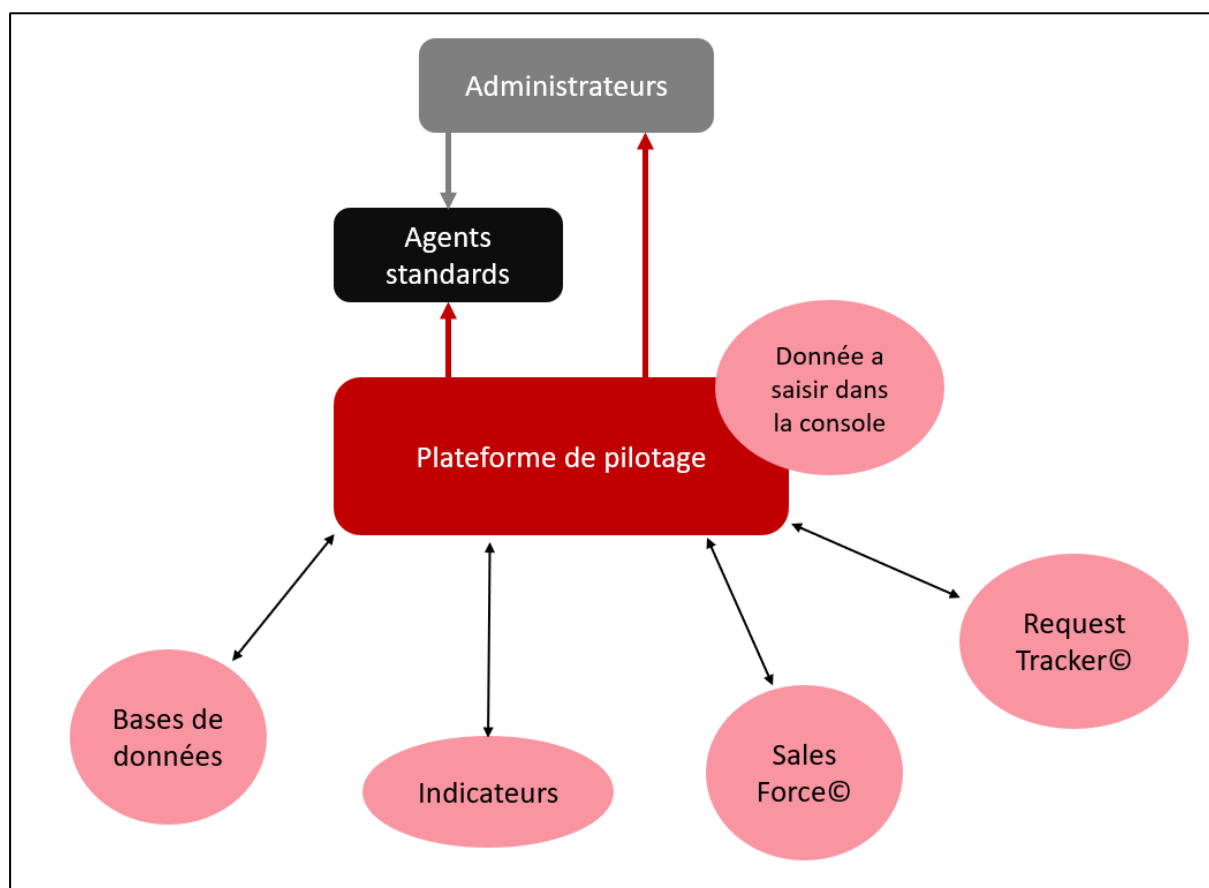 Administrateurs
Agents
standards
Donnée a
saisir dans
la console
Plateforme de pilotage
Request
Tracker©
Bases de
données
Sales
Force©
Indicateurs